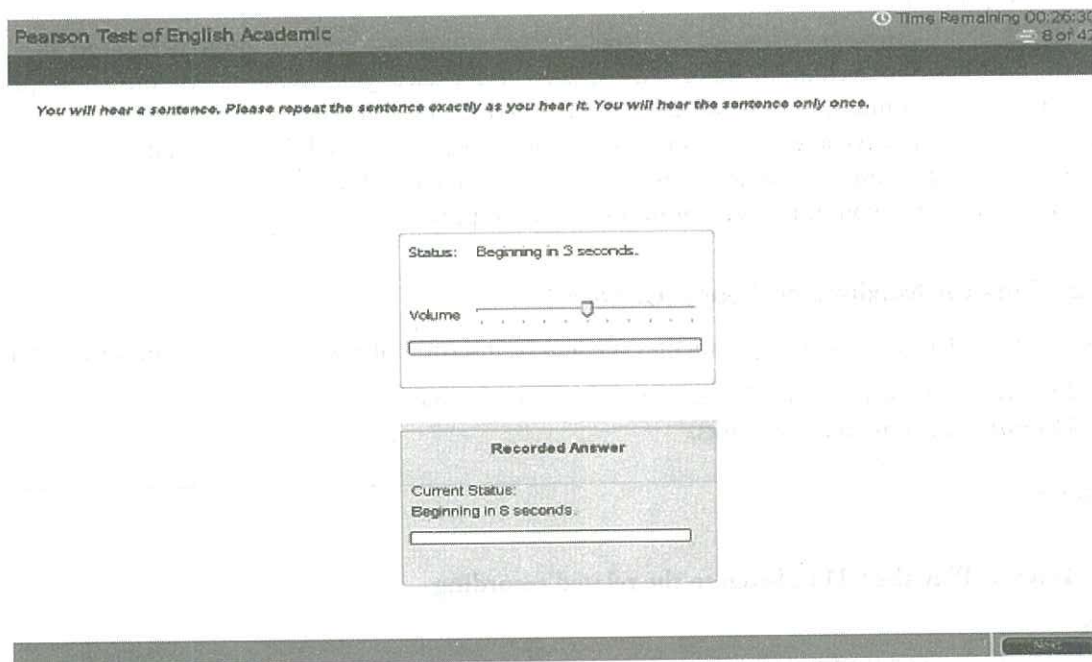 Pearson Test of English Academic
Time Remaining 00:26:3
8 of 42
You will hear a sentence. Please repeat the sentence exactly as you hear it. You will hear the sentence only once.
Status: Beginning in 3 seconds.
Volume
Recorded Answer
Current Status:
Beginning in 8 seconds.
Next